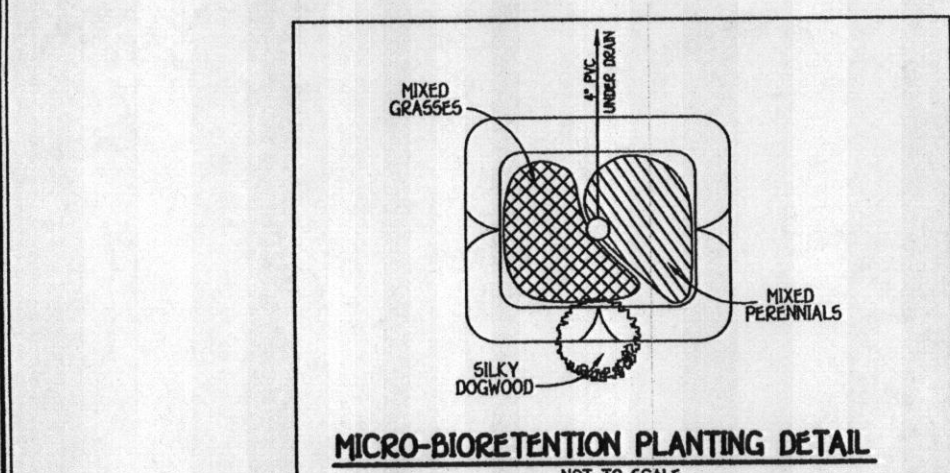 4" PVC
UNDER DRAIN
MIXED
GRASSES
MIXED
PERENNIALS
SILKY
DOGWOOD
MICRO-BIORETENTION PLANTING DETAIL
NOT TO SCALE